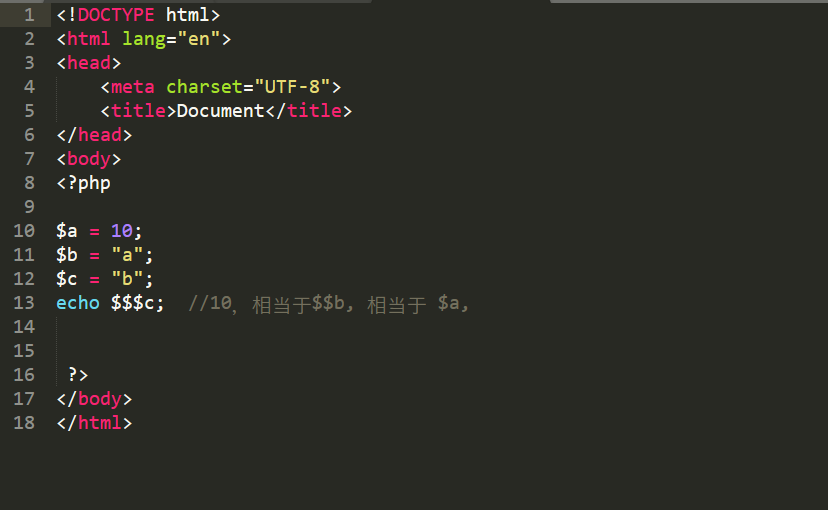 1 <!DOCTYPE html>
2 <html lang="en">
3 <head>
4     <meta charset="UTF-8">
5     <title>Document</title>
6 </head>
7 <body>
8 <?php
9
10 $a = 10;
11 $b = "a";
12 $c = "b";
13 echo $$$c;  //10, 相当于$$b, 相当于 $a,
14
15
16  ?>
17 </body>
18 </html>